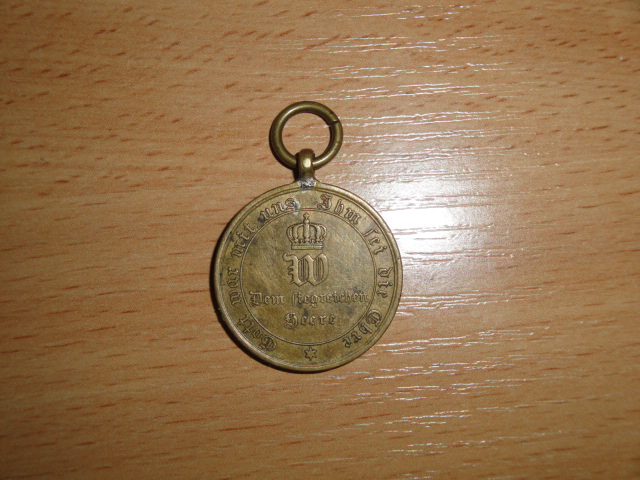 Gott war mit uns Ihm sei die Ehre
W
Dem siegreichen
Heere